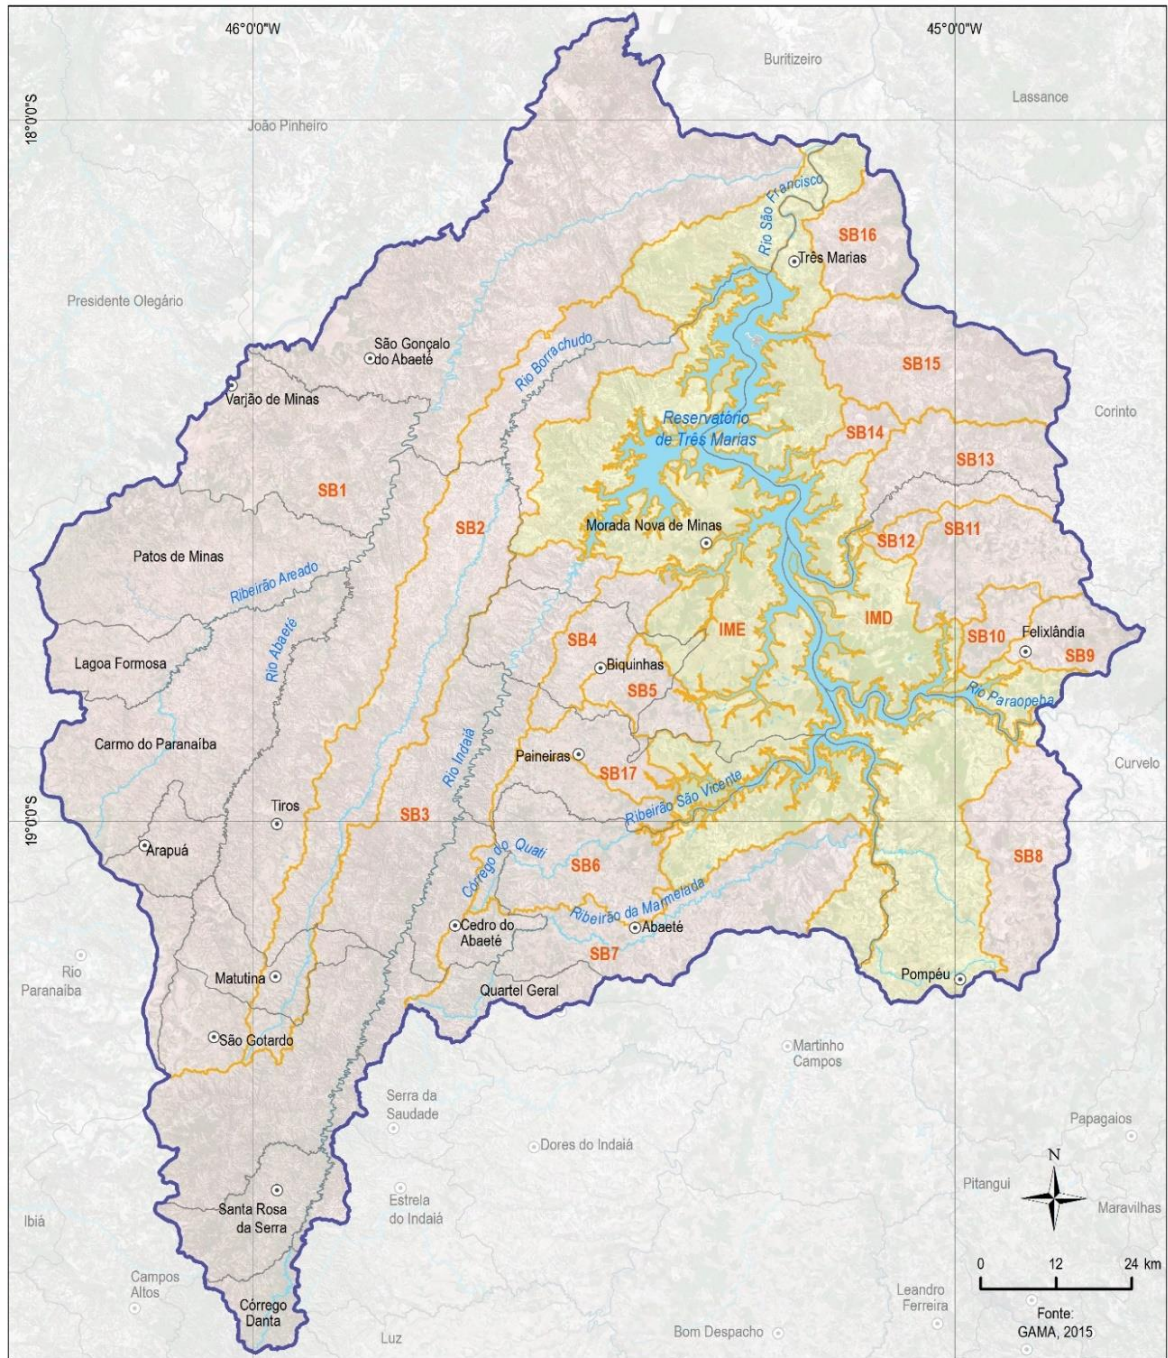 46°0'0"W
45°0'0"W
Buritizeiro
Lassance
18°0'0"S
João Pinheiro
Rio São Francisco
SB16
Três Marias
Presidente Olegário
São Gonçalo
do Abaeté
Rio Borrachudo
SB15
Varjão de Minas
Corinto
Reservatório
de Três Marias
SB14
SB13
SB1
SB2
Morada Nova de Minas
SB11
SB12
Patos de Minas
Ribeirão Areado
IME
IMD
SB10
Felixlândia
SB9
SB4
Rio Abaeté
Lagoa Formosa
Biquinhas
SB5
Rio Paraopeba
Carmo do Paranaíba
Rio Indaiá
Paineiras
SB17
Curvelo
Tiros
SB3
Ribeirão São Vicente
19°0'0"S
Arapuá
Córrego do Quati
SB6
SB8
Ribeirão da Marmelada
Cedro do
Abaeté
Abaeté
SB7
Rio
Paranaíba
Matutina
Quartel Geral
Pompéu
São Gotardo
Martinho
Campos
Serra da
Saudade
Papagaios
Dores do Indaiá
N
Pitangui
Santa Rosa
da Serra
Estrela
do Indaiá
Maravilhas
Ibiá
0 12 24 km
Campos
Altos
Córrego
Danta
Leandro
Ferreira
Fonte:
GAMA, 2015
Luz
Bom Despacho